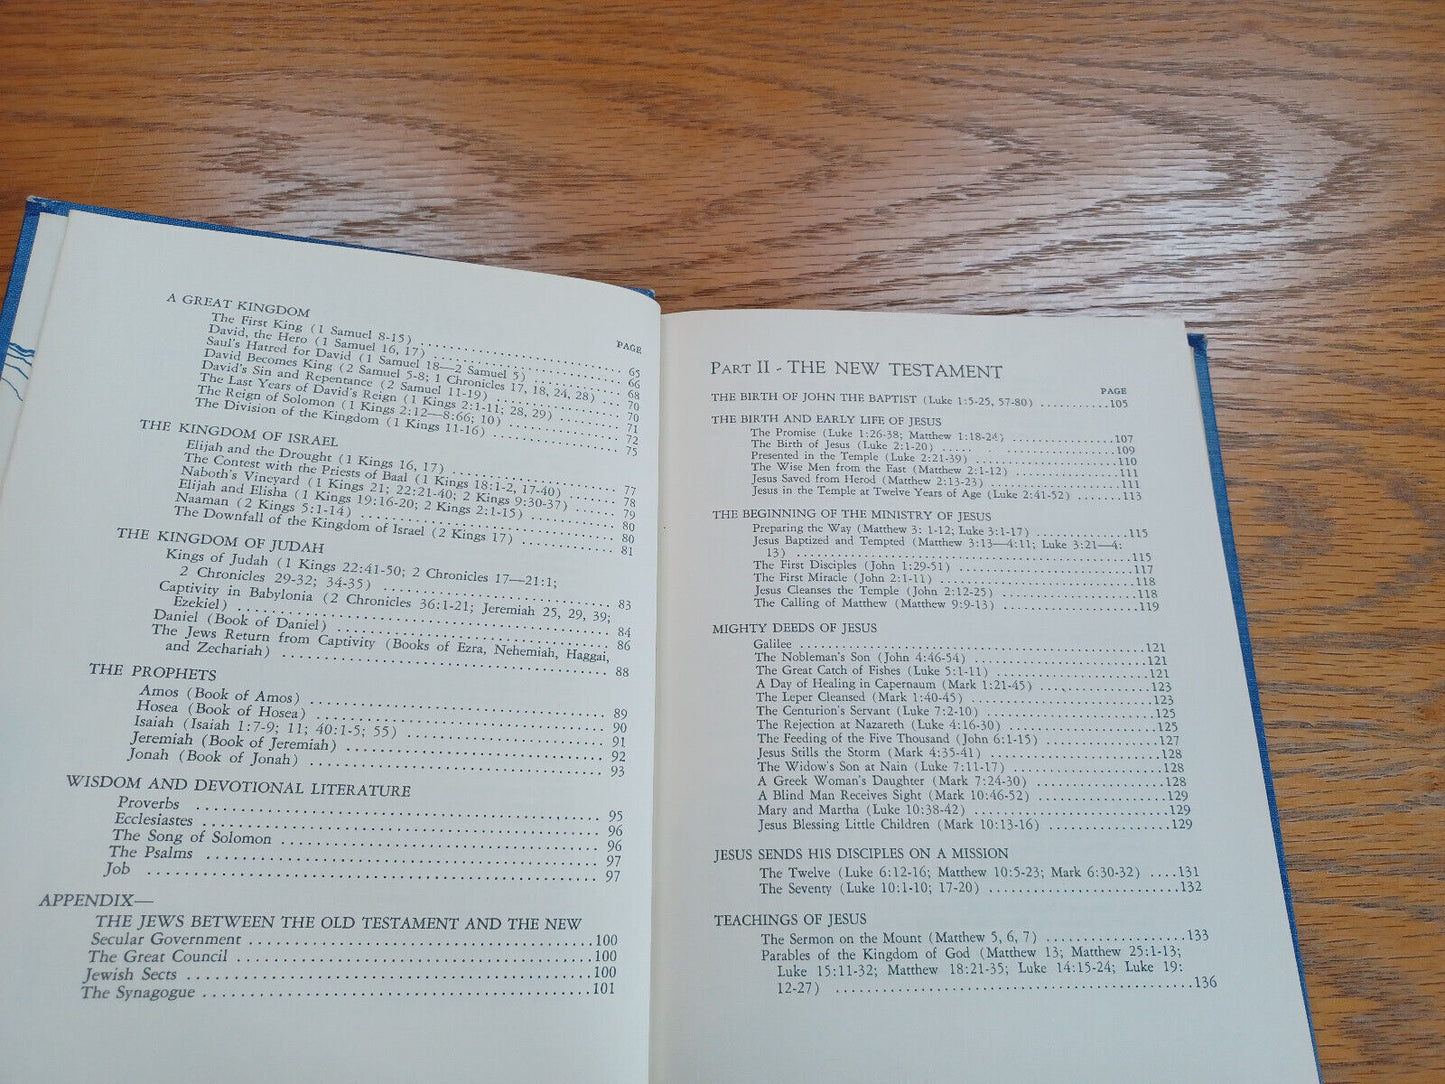 A GREAT KINGDOM
PAGE
The First King (1 Samuel 8-15) ........ 65
David, the Hero (1 Samuel 16, 17) ........ 66
Saul's Hatred for David (1 Samuel 18—2 Samuel 5) ........ 68
David Becomes King (2 Samuel 5-8; 1 Chronicles 17, 18, 24, 28) ........ 70
David's Sin and Repentance (2 Samuel 11-19) ........ 70
The Last Years of David's Reign (1 Kings 2:1-11; 28, 29) ........ 71
The Reign of Solomon (1 Kings 2:12—8:66; 10) ........ 72
The Division of the Kingdom (1 Kings 11-16) ........ 75
THE KINGDOM OF ISRAEL
Elijah and the Drought (1 Kings 16, 17) ........ 77
The Contest with the Priests of Baal (1 Kings 18:1-2, 17-40) ........ 78
Naboth's Vineyard (1 Kings 21; 22:21-40; 2 Kings 9:30-37) ........ 79
Elijah and Elisha (1 Kings 19:16-20; 2 Kings 2:1-15) ........ 80
Naaman (2 Kings 5:1-14) ........ 80
The Downfall of the Kingdom of Israel (2 Kings 17) ........ 81
THE KINGDOM OF JUDAH
Kings of Judah (1 Kings 22:41-50; 2 Chronicles 17—21:1;
2 Chronicles 29-32; 34-35) ........ 83
Captivity in Babylonia (2 Chronicles 36:1-21; Jeremiah 25, 29, 39;
Ezekiel) ........ 84
Daniel (Book of Daniel) ........ 86
The Jews Return from Captivity (Books of Ezra, Nehemiah, Haggai,
and Zechariah) ........ 88
THE PROPHETS
Amos (Book of Amos) ........ 89
Hosea (Book of Hosea) ........ 90
Isaiah (Isaiah 1:7-9; 11; 40:1-5; 55) ........ 91
Jeremiah (Book of Jeremiah) ........ 92
Jonah (Book of Jonah) ........ 93
WISDOM AND DEVOTIONAL LITERATURE
Proverbs ........ 95
Ecclesiastes ........ 96
The Song of Solomon ........ 96
The Psalms ........ 97
Job ........ 97
APPENDIX—
THE JEWS BETWEEN THE OLD TESTAMENT AND THE NEW
Secular Government ........ 100
The Great Council ........ 100
Jewish Sects ........ 100
The Synagogue ........ 101
PART II - THE NEW TESTAMENT
PAGE
THE BIRTH OF JOHN THE BAPTIST (Luke 1:5-25, 57-80) ........ 105
THE BIRTH AND EARLY LIFE OF JESUS
The Promise (Luke 1:26-38; Matthew 1:18-24) ........ 107
The Birth of Jesus (Luke 2:1-20) ........ 109
Presented in the Temple (Luke 2:21-39) ........ 110
The Wise Men from the East (Matthew 2:1-12) ........ 111
Jesus Saved from Herod (Matthew 2:13-23) ........ 111
Jesus in the Temple at Twelve Years of Age (Luke 2:41-52) ........ 113
THE BEGINNING OF THE MINISTRY OF JESUS
Preparing the Way (Matthew 3: 1-12; Luke 3:1-17) ........ 115
Jesus Baptized and Tempted (Matthew 3:13—4:11; Luke 3:21—4:
13) ........ 115
The First Disciples (John 1:29-51) ........ 117
The First Miracle (John 2:1-11) ........ 118
Jesus Cleanses the Temple (John 2:12-25) ........ 118
The Calling of Matthew (Matthew 9:9-13) ........ 119
MIGHTY DEEDS OF JESUS
Galilee ........ 121
The Nobleman's Son (John 4:46-54) ........ 121
The Great Catch of Fishes (Luke 5:1-11) ........ 121
A Day of Healing in Capernaum (Mark 1:21-45) ........ 123
The Leper Cleansed (Mark 1:40-45) ........ 123
The Centurion's Servant (Luke 7:2-10) ........ 125
The Rejection at Nazareth (Luke 4:16-30) ........ 125
The Feeding of the Five Thousand (John 6:1-15) ........ 127
Jesus Stills the Storm (Mark 4:35-41) ........ 128
The Widow's Son at Nain (Luke 7:11-17) ........ 128
A Greek Woman's Daughter (Mark 7:24-30) ........ 128
A Blind Man Receives Sight (Mark 10:46-52) ........ 129
Mary and Martha (Luke 10:38-42) ........ 129
Jesus Blessing Little Children (Mark 10:13-16) ........ 129
JESUS SENDS HIS DISCIPLES ON A MISSION
The Twelve (Luke 6:12-16; Matthew 10:5-23; Mark 6:30-32) .... 131
The Seventy (Luke 10:1-10; 17-20) ........ 132
TEACHINGS OF JESUS
The Sermon on the Mount (Matthew 5, 6, 7) ........ 133
Parables of the Kingdom of God (Matthew 13; Matthew 25:1-13;
Luke 15:11-32; Matthew 18:21-35; Luke 14:15-24; Luke 19:
12-27) ........ 136